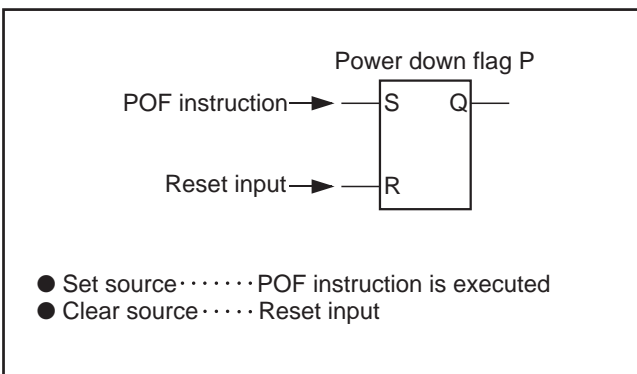 Power down flag P
POF instruction
S Q
Reset input
R
● Set source · · · · · · · POF instruction is executed
● Clear source · · · · · Reset input